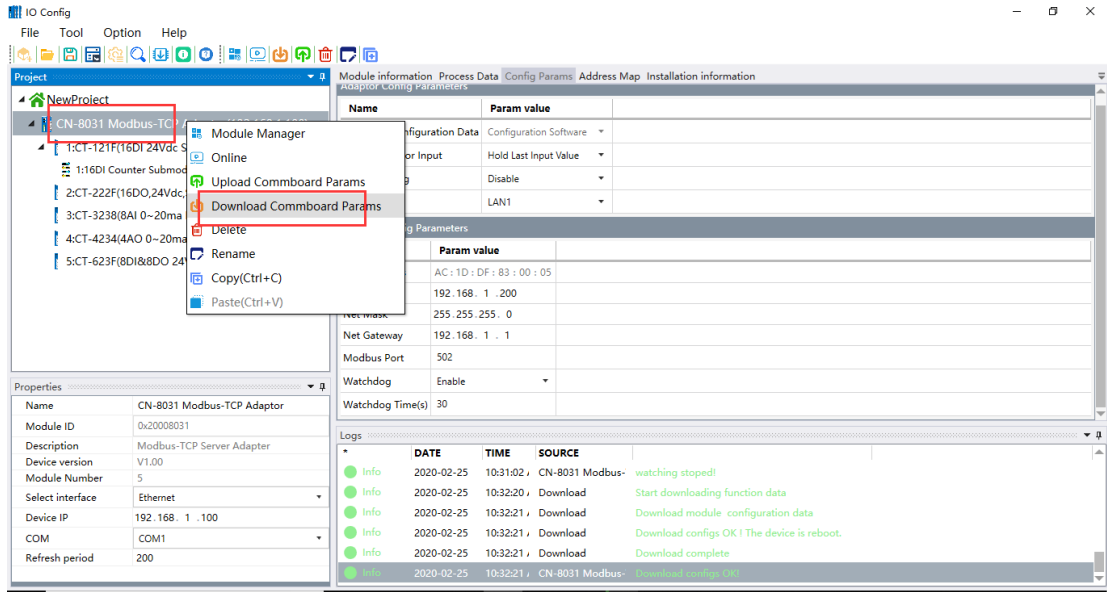 IO Config
File Tool Option Help
Project
NewProject
CN-8031 Modbus-TCP
1:CT-121F(16DI 24Vdc S
1:16DI Counter Submod
2:CT-222F(16DO,24Vdc,
3:CT-3238(8AI 0~20ma
4:CT-4234(4AO 0~20ma
5:CT-623F(8DI&8DO 24
Module Manager
Online
Upload Commboard Params
Download Commboard Params
Delete
Rename
Copy(Ctrl+C)
Paste(Ctrl+V)
Module information Process Data Config Params Address Map Installation information
Adaptor Config Parameters
Name Param value
Data Configuration Software
Input Hold Last Input Value
Disable
LAN1
Parameters
Param value
AC : 1D : DF : 83 : 00 : 05
192.168. 1 .200
Net Mask 255.255.255. 0
Net Gateway 192.168. 1 . 1
Modbus Port 502
Watchdog Enable
Watchdog Time(s) 30
Properties
Name CN-8031 Modbus-TCP Adaptor
Module ID 0x20008031
Description Modbus-TCP Server Adapter
Device version V1.00
Module Number 5
Select interface Ethernet
Device IP 192.168. 1 .100
COM COM1
Refresh period 200
Logs
* DATE TIME SOURCE
Info 2020-02-25 10:31:02 CN-8031 Modbus- watching stoped!
Info 2020-02-25 10:32:20 Download Start downloading function data
Info 2020-02-25 10:32:21 Download Download module configuration data
Info 2020-02-25 10:32:21 Download Download configs OK ! The device is reboot.
Info 2020-02-25 10:32:21 Download Download complete
Info 2020-02-25 10:32:21 CN-8031 Modbus- Download configs OK!